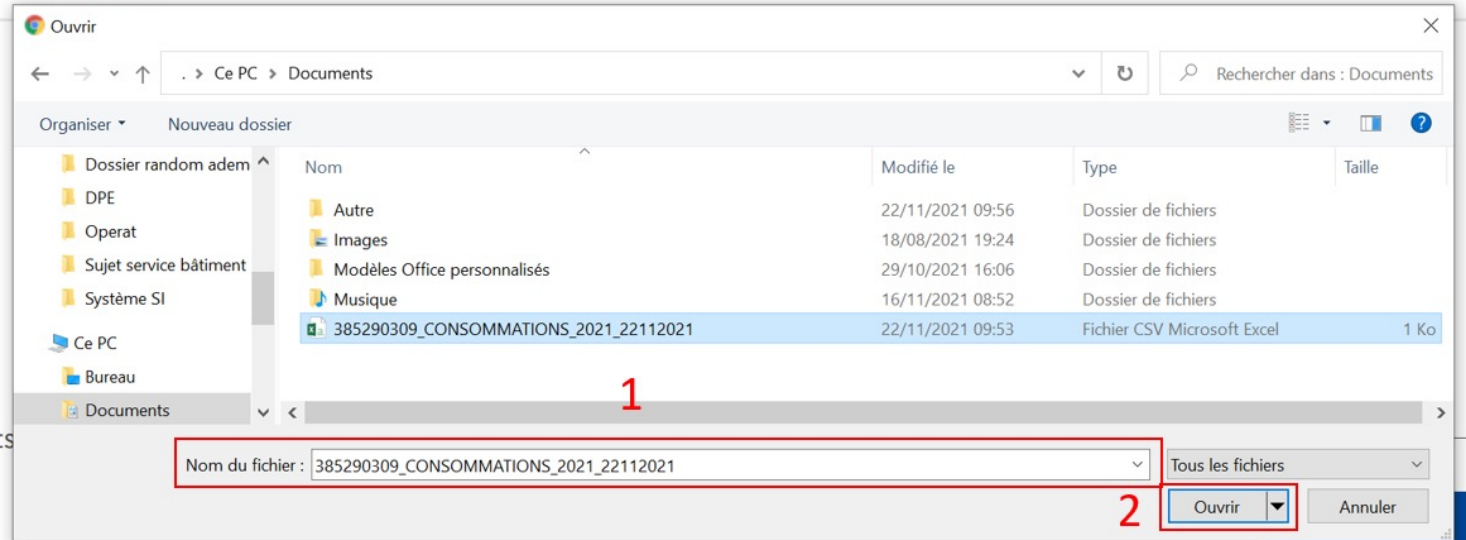 Ouvrir
. > Ce PC > Documents
Rechercher dans : Documents
Organiser
Nouveau dossier
Dossier random adem
DPE
Operat
Sujet service bâtiment
Système SI
Ce PC
Bureau
Documents
Nom Modifié le Type Taille
Autre 22/11/2021 09:56 Dossier de fichiers
Images 18/08/2021 19:24 Dossier de fichiers
Modèles Office personnalisés 29/10/2021 16:06 Dossier de fichiers
Musique 16/11/2021 08:52 Dossier de fichiers
385290309_CONSOMMATIONS_2021_22112021 22/11/2021 09:53 Fichier CSV Microsoft Excel 1 Ko
1
Nom du fichier : 385290309_CONSOMMATIONS_2021_22112021
Tous les fichiers
2
Ouvrir
Annuler